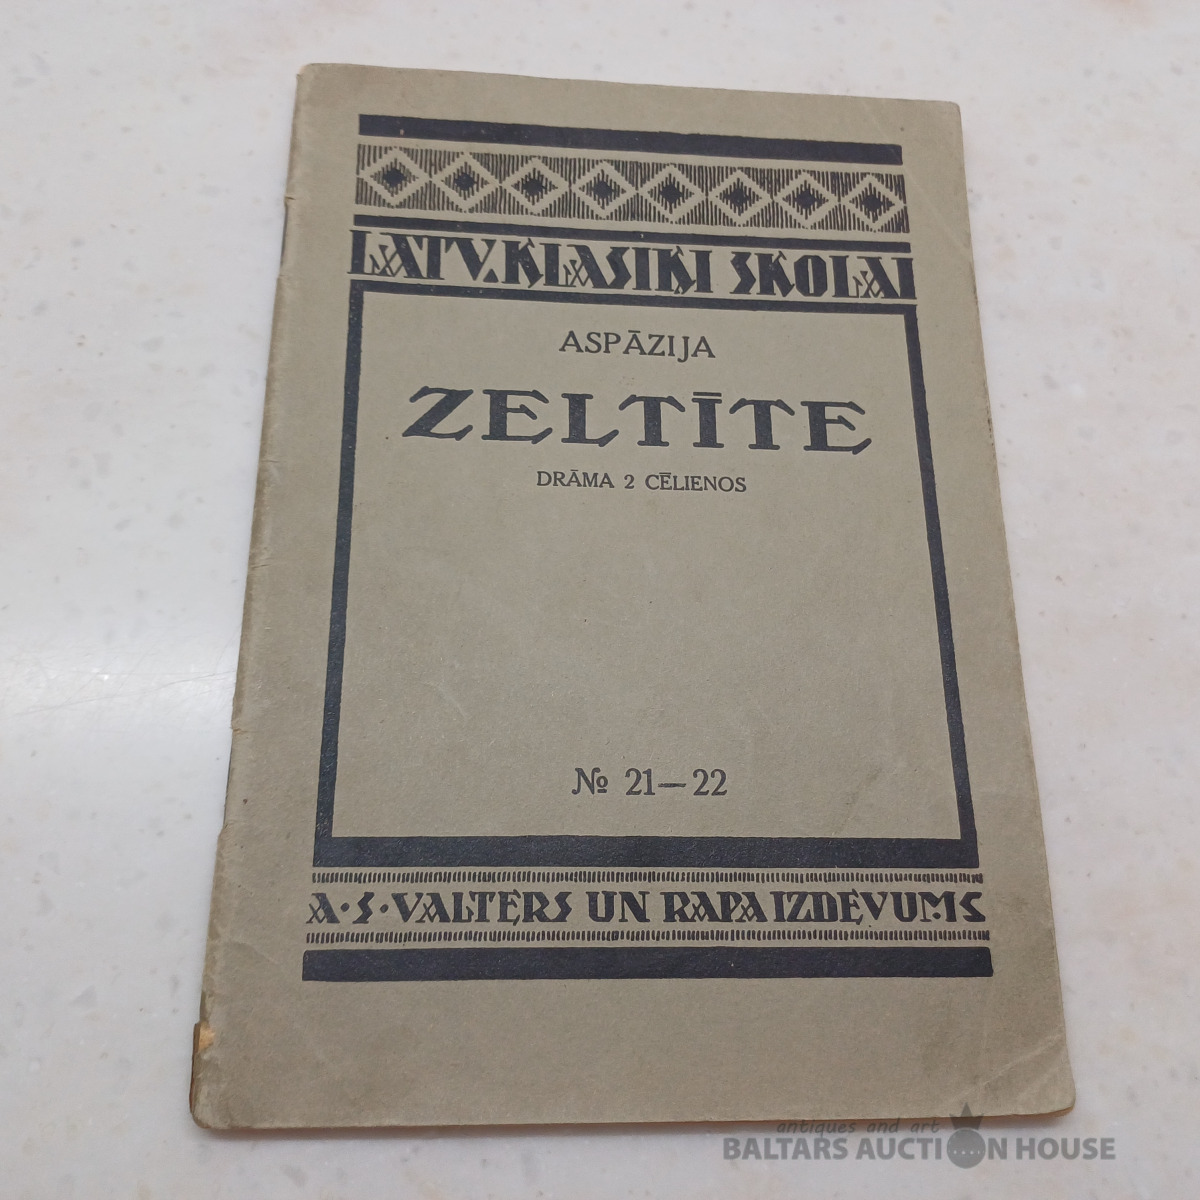 LATV. KLASIĶI SKOLAI
ASPĀZIJA
ZELTĪTE
DRĀMA 2 CĒLIENOS
№ 21—22
A·S·VALTERS UN RAPA IZDEVUMS
antiques and art
BALTARS AUCTION HOUSE